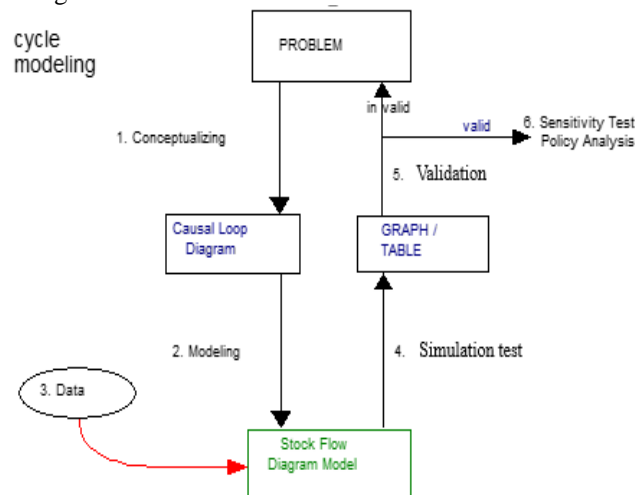 cycle
modeling
PROBLEM
in valid
valid
6. Sensitivity Test
Policy Analysis
1. Conceptualizing
5. Validation
Causal Loop
Diagram
GRAPH /
TABLE
2. Modeling
4. Simulation test
3. Data
Stock Flow
Diagram Model